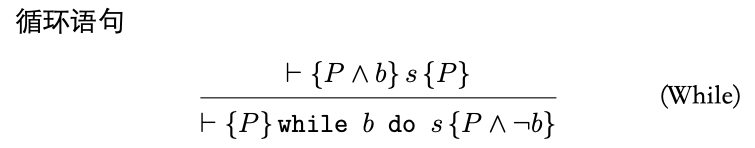 循环语句
⊢ {P ∧ b} s {P}
⊢ {P} while b do s {P ∧ ¬b}
(While)